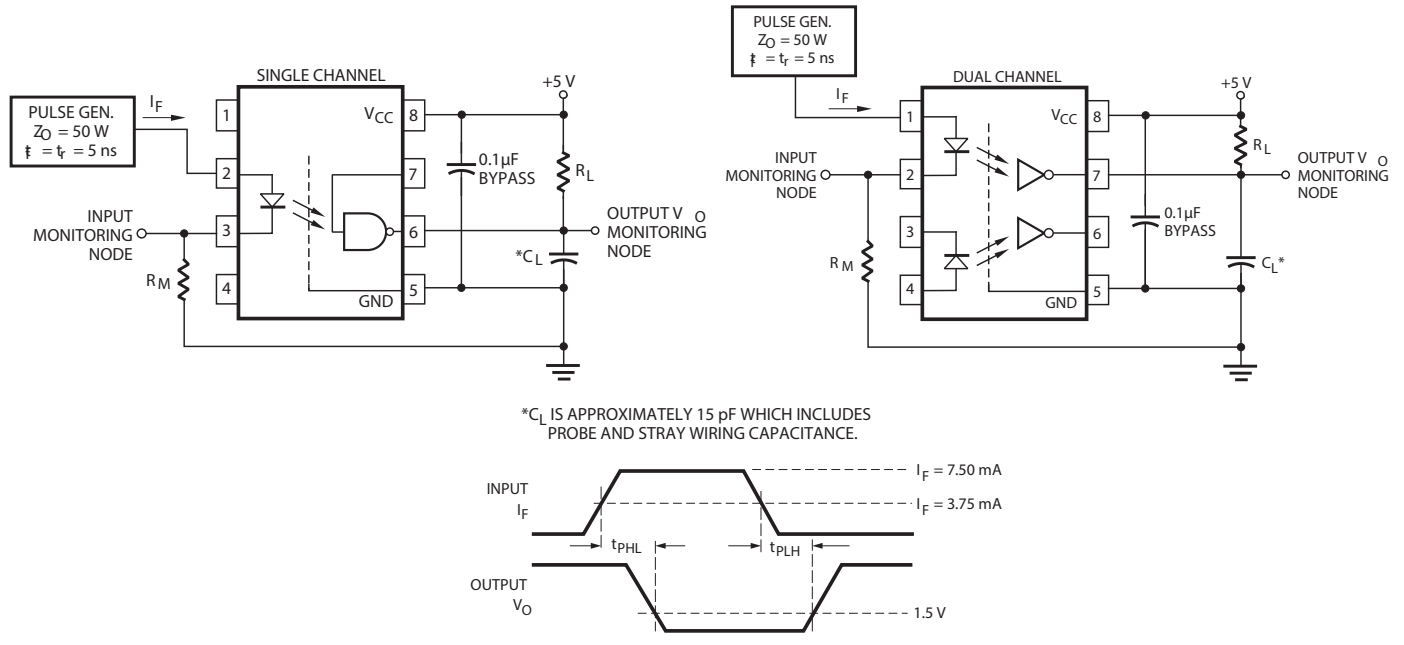 SINGLE CHANNEL
PULSE GEN.
ZO = 50 W
tf = tr = 5 ns
IF
1
2
3
4
INPUT
MONITORING
NODE
RM
VCC
8
7
6
5
GND
0.1µF
BYPASS
+5 V
RL
*CL
OUTPUT V O
MONITORING
NODE
PULSE GEN.
ZO = 50 W
tf = tr = 5 ns
DUAL CHANNEL
IF
1
2
3
4
INPUT
MONITORING
NODE
RM
VCC
8
7
6
5
GND
0.1µF
BYPASS
+5 V
RL
CL*
OUTPUT V O
MONITORING
NODE
*CL IS APPROXIMATELY 15 pF WHICH INCLUDES
PROBE AND STRAY WIRING CAPACITANCE.
INPUT
IF
IF = 7.50 mA
IF = 3.75 mA
tPHL
tPLH
OUTPUT
VO
1.5 V